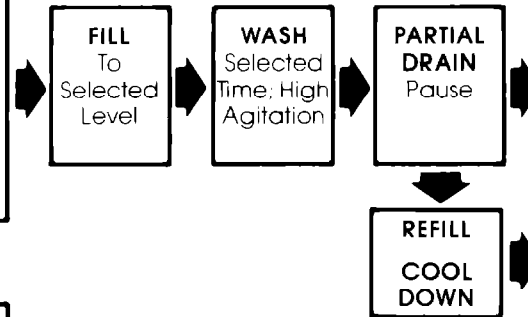 FILL
To
Selected
Level
WASH
Selected
Time; High
Agitation
PARTIAL
DRAIN
Pause
REFILL
COOL
DOWN